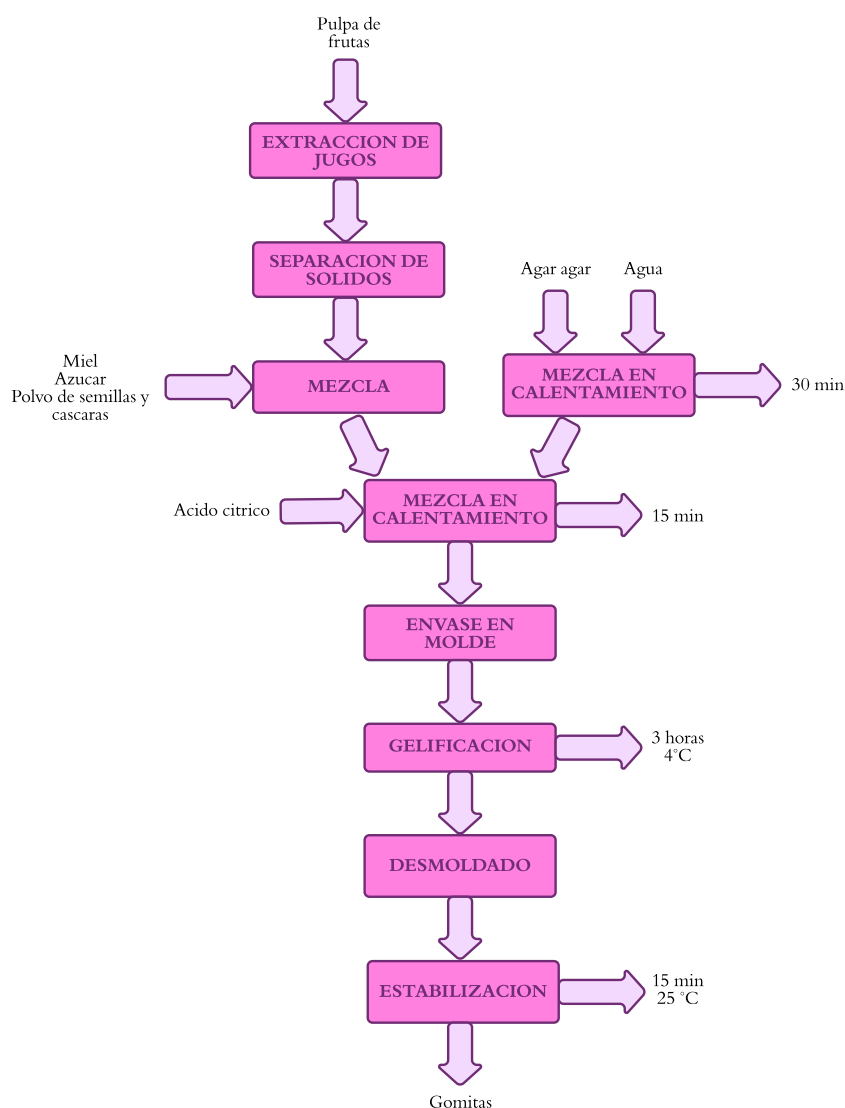 Pulpa de
frutas
EXTRACCION DE
JUGOS
SEPARACION DE
SOLIDOS
Agar agar
Agua
Miel
Azucar
Polvo de semillas y
cascaras
MEZCLA
MEZCLA EN
CALENTAMIENTO
30 min
Acido citrico
MEZCLA EN
CALENTAMIENTO
15 min
ENVASE EN
MOLDE
GELIFICACION
3 horas
4°C
DESMOLDADO
ESTABILIZACION
15 min
25 °C
Gomitas